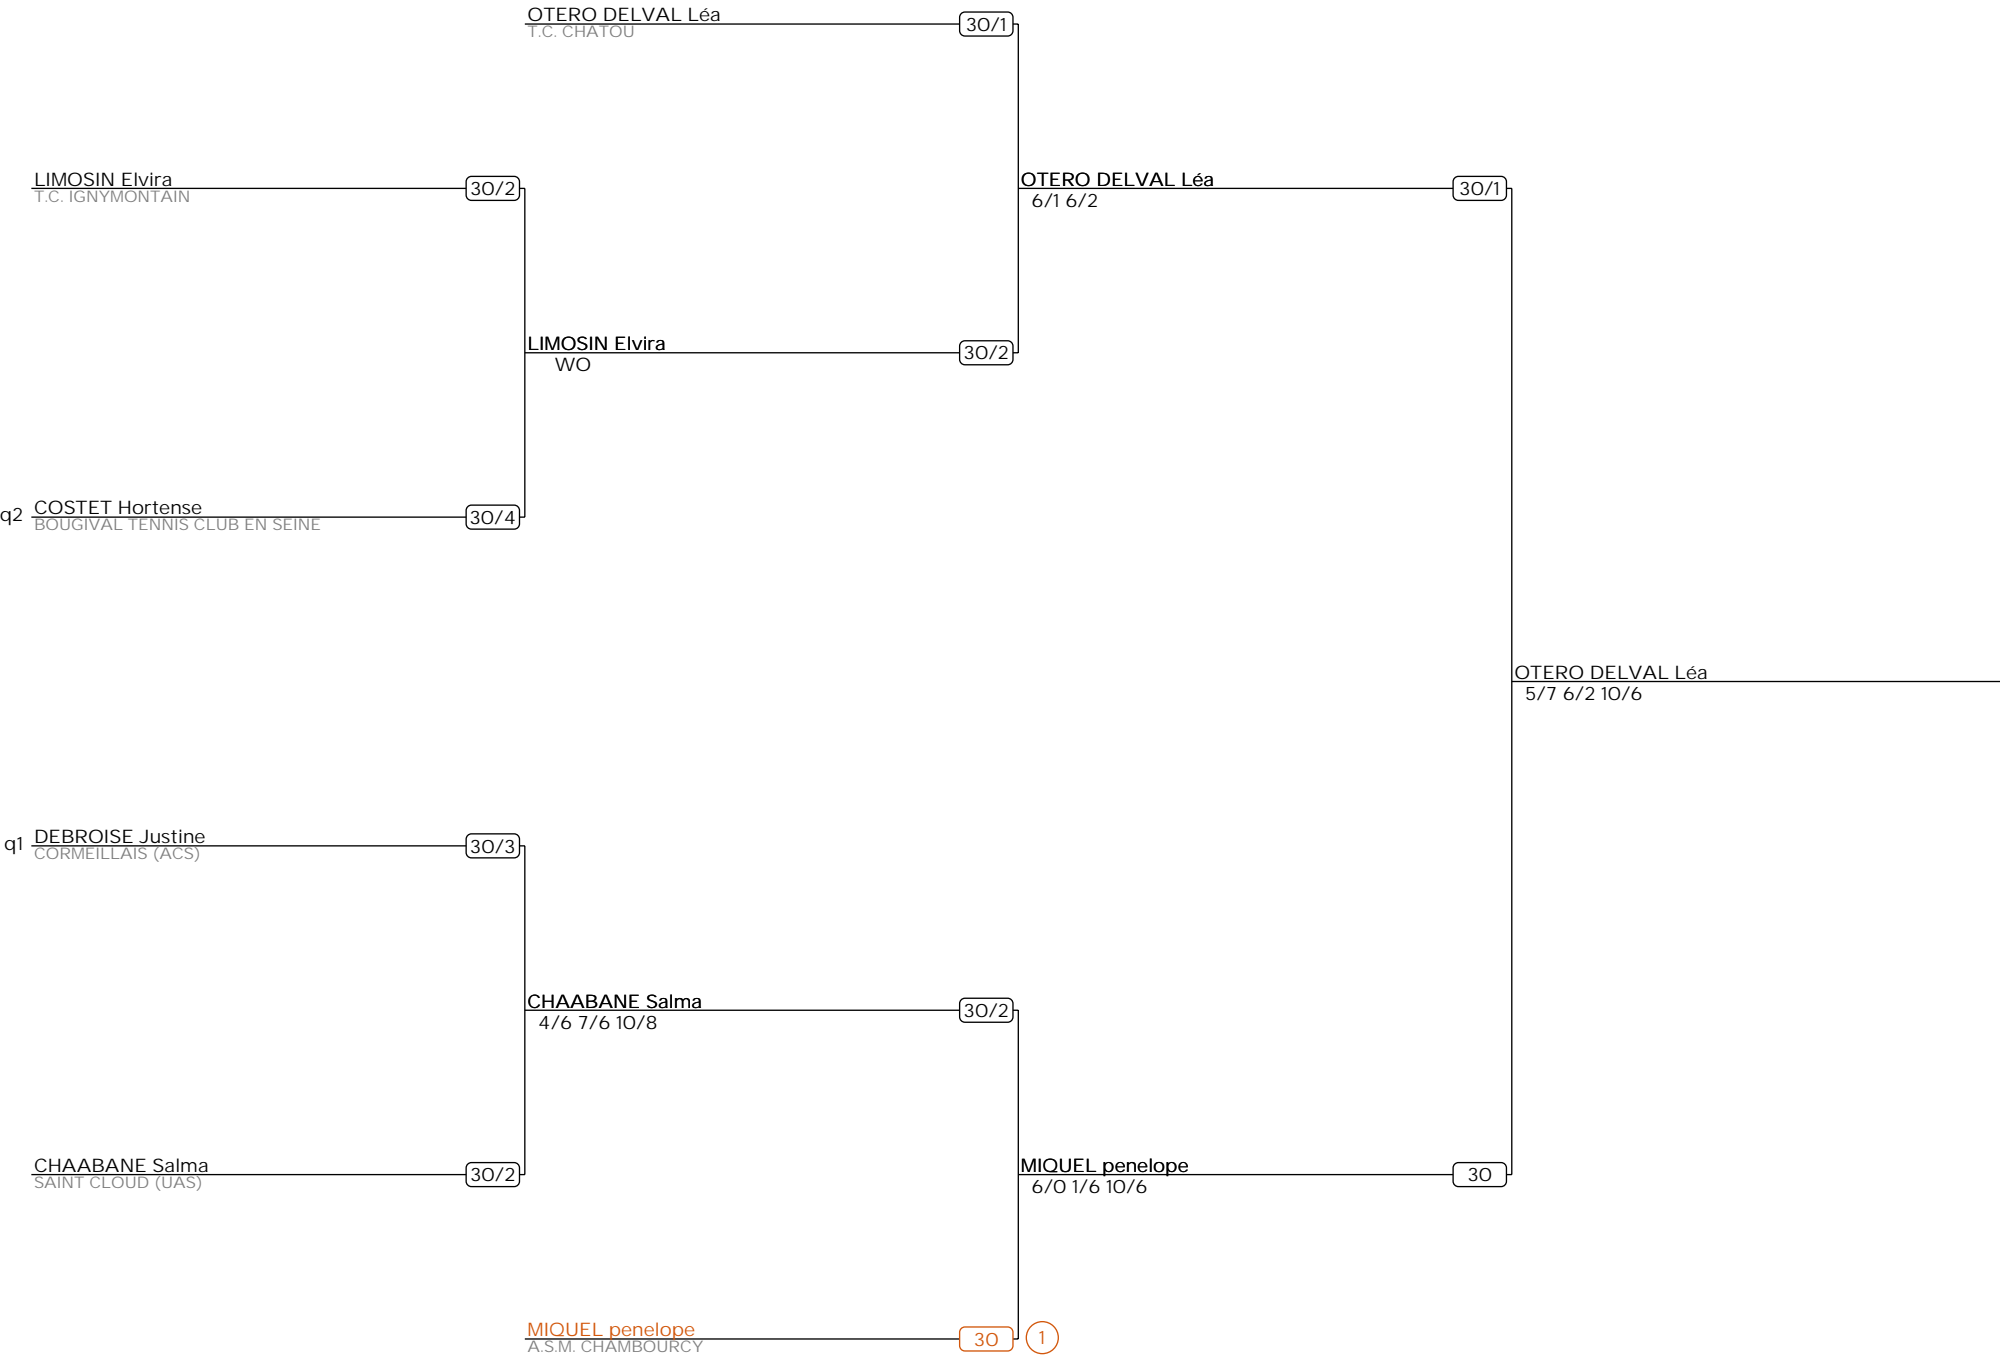 OTERO DELVAL Léa 30/1
T.C. CHATOU
LIMOSIN Elvira 30/2
T.C. IGNYMONTAIN
OTERO DELVAL Léa 30/1
6/1 6/2
LIMOSIN Elvira 30/2
WO
q2 COSTET Hortense 30/4
BOUGIVAL TENNIS CLUB EN SEINE
OTERO DELVAL Léa
5/7 6/2 10/6
q1 DEBROISE Justine 30/3
CORMEILLAIS (ACS)
CHAABANE Salma 30/2
4/6 7/6 10/8
CHAABANE Salma 30/2
SAINT CLOUD (UAS)
MIQUEL penelope 30
6/0 1/6 10/6
MIQUEL penelope 30 1
A.S.M. CHAMBOURCY